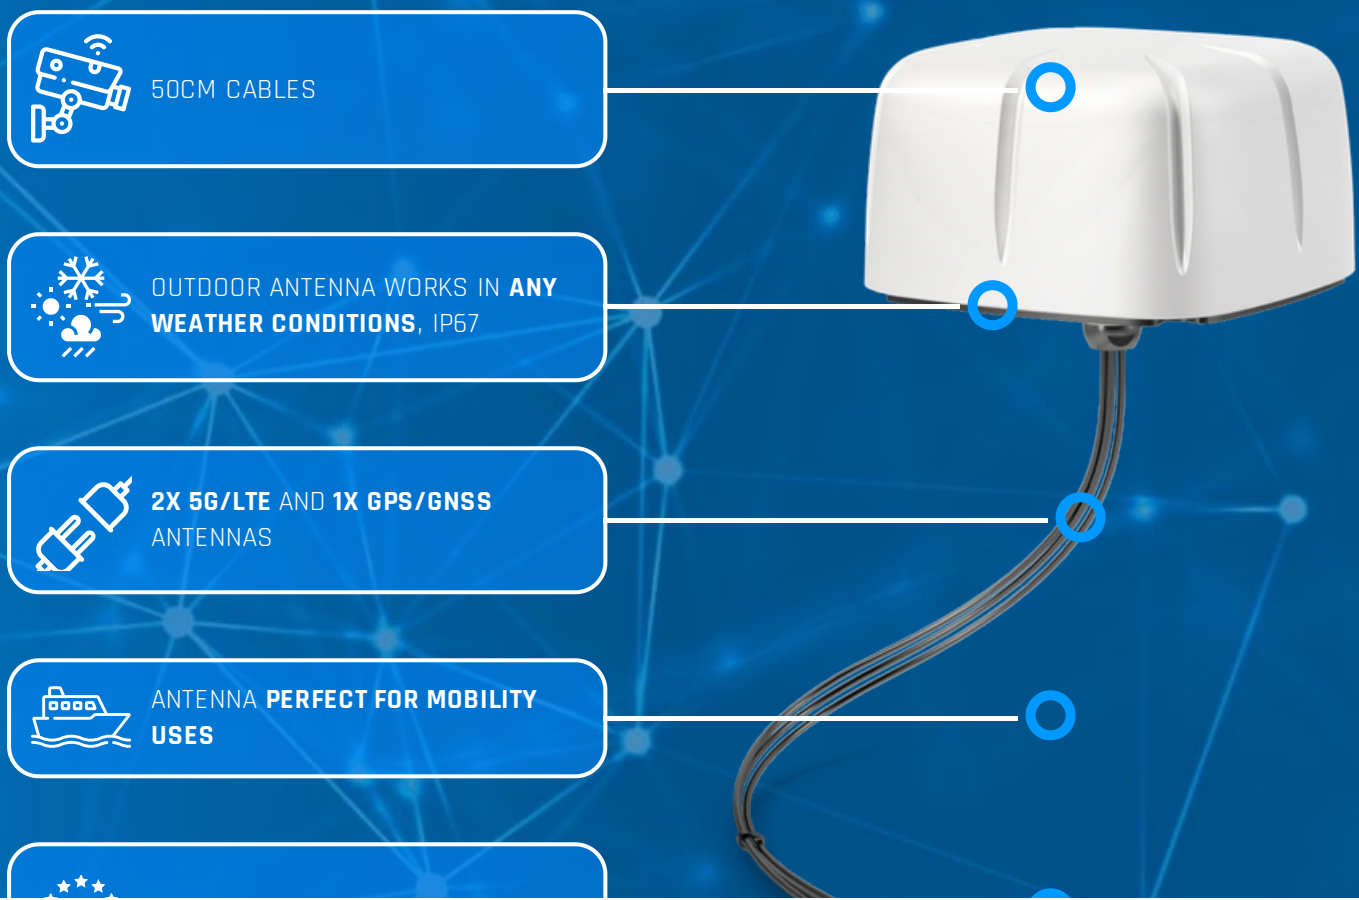 50CM CABLES
OUTDOOR ANTENNA WORKS IN ANY
WEATHER CONDITIONS, IP67
2X 5G/LTE AND 1X GPS/GNSS
ANTENNAS
ANTENNA PERFECT FOR MOBILITY
USES